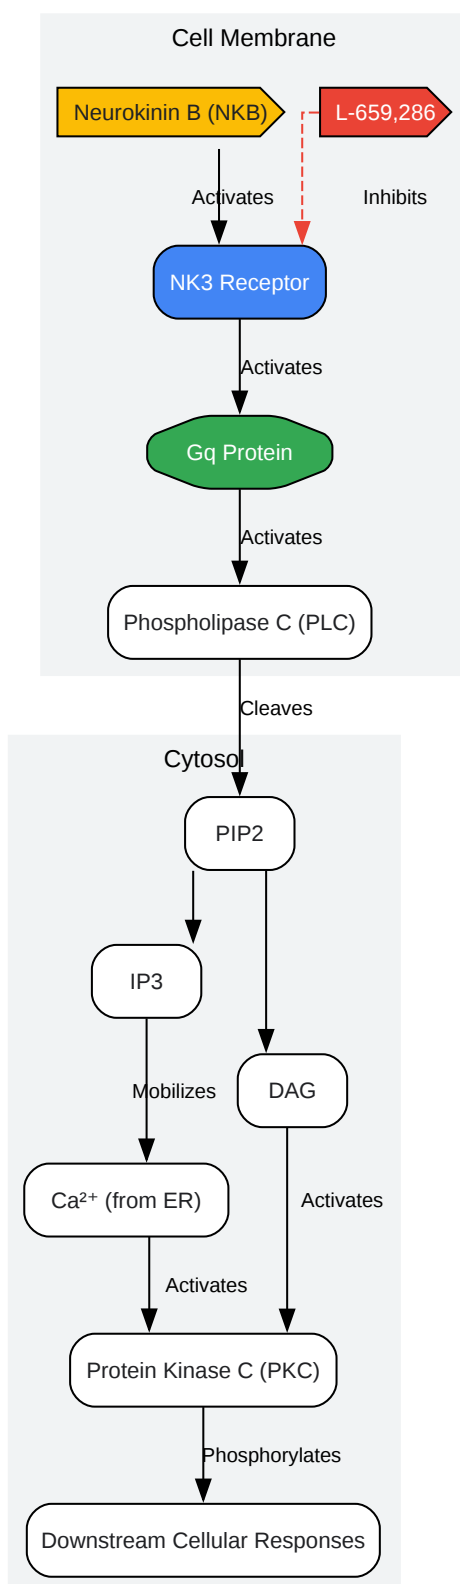 Cell Membrane
Neurokinin B (NKB)
L-659,286
Activates
Inhibits
NK3 Receptor
Activates
Gq Protein
Activates
Phospholipase C (PLC)
Cleaves
Cytosol
PIP2
IP3
DAG
Mobilizes
Ca²⁺ (from ER)
Activates
Activates
Protein Kinase C (PKC)
Phosphorylates
Downstream Cellular Responses